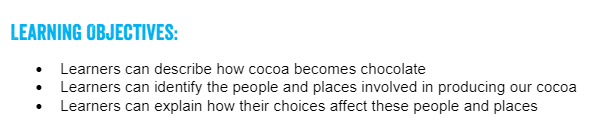 LEARNING OBJECTIVES:
• Learners can describe how cocoa becomes chocolate
• Learners can identify the people and places involved in producing our cocoa
• Learners can explain how their choices affect these people and places